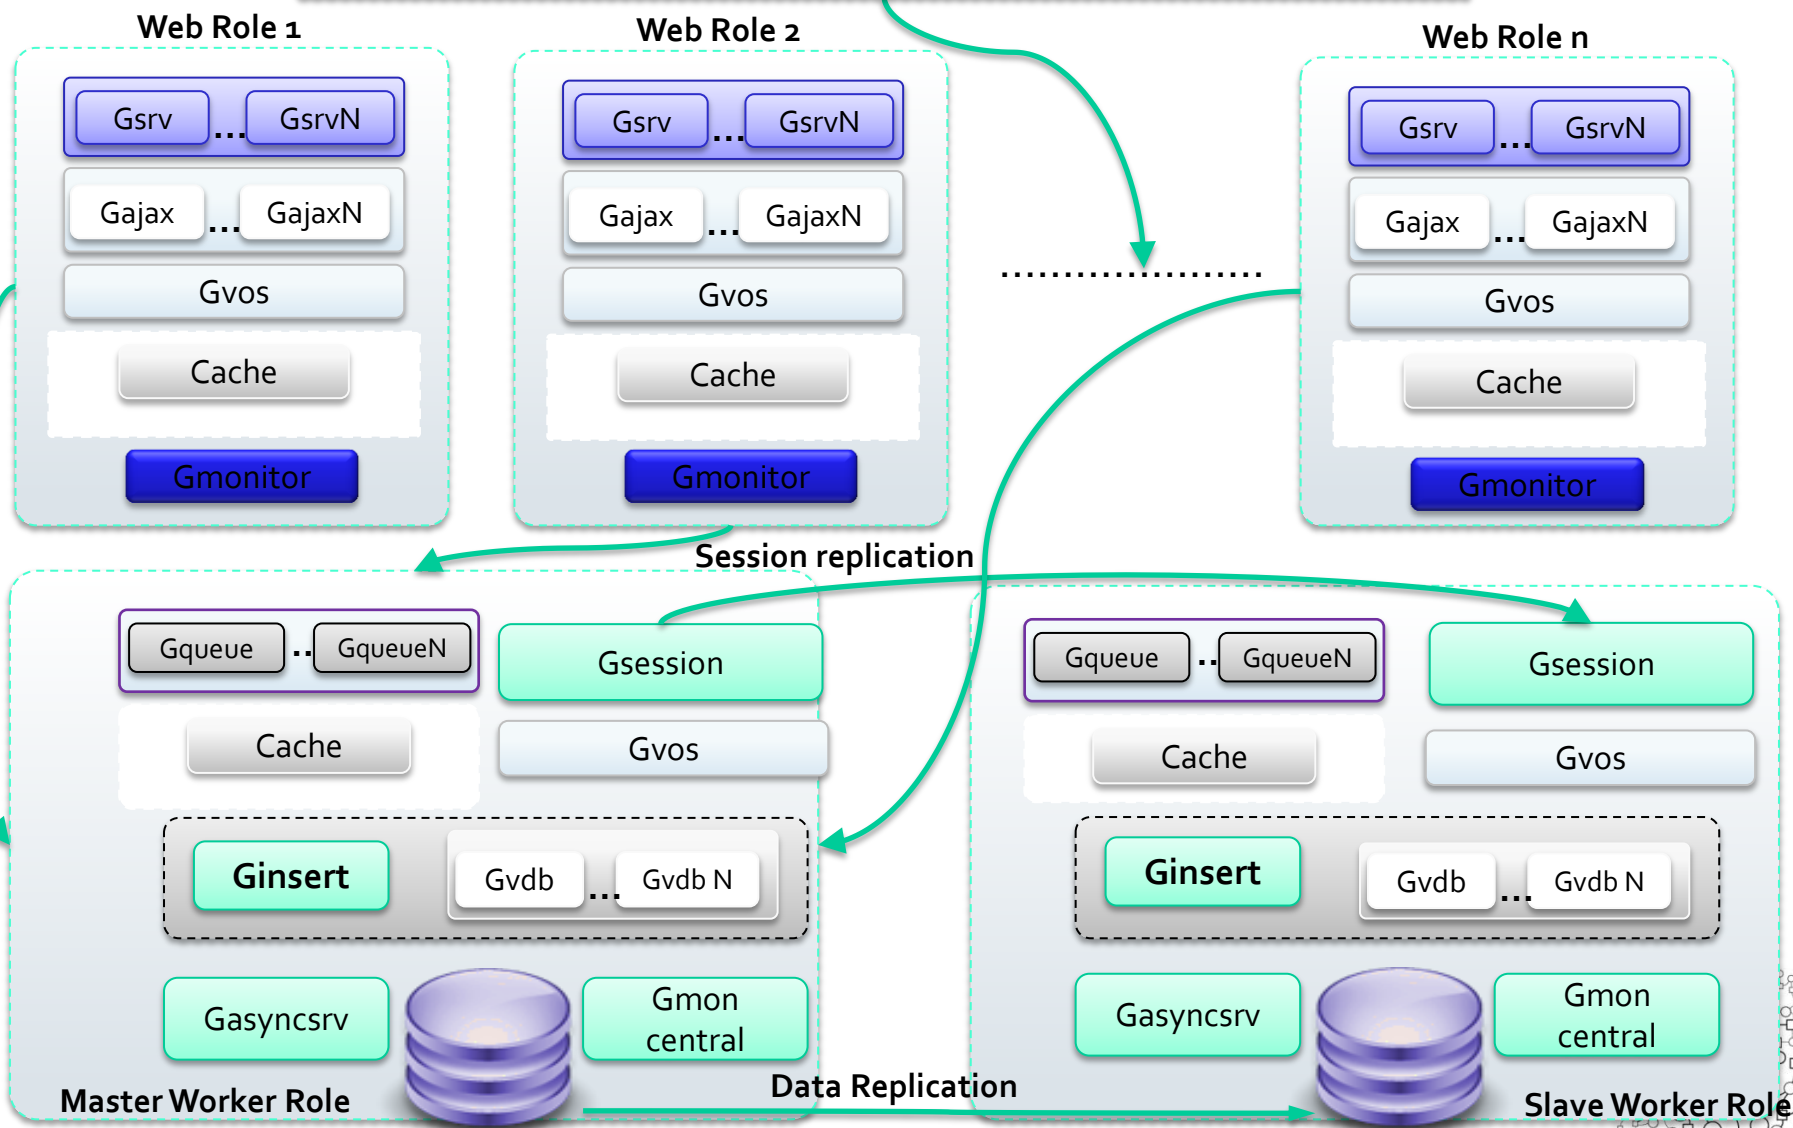 Web Role 1
Web Role 2
Web Role n
Gsrv ... GsrvN
Gajax ... GajaxN
Gvos
Cache
Gmonitor
Gsrv ... GsrvN
Gajax ... GajaxN
Gvos
Cache
Gmonitor
.....................
Gsrv ... GsrvN
Gajax ... GajaxN
Gvos
Cache
Gmonitor
Session replication
Gqueue .. GqueueN
Gsession
Cache
Gvos
Ginsert
Gvdb ... Gvdb N
Gasyncsrv
Gmon
central
Master Worker Role
Data Replication
Gqueue .. GqueueN
Gsession
Cache
Gvos
Ginsert
Gvdb ... Gvdb N
Gasyncsrv
Gmon
central
Slave Worker Role